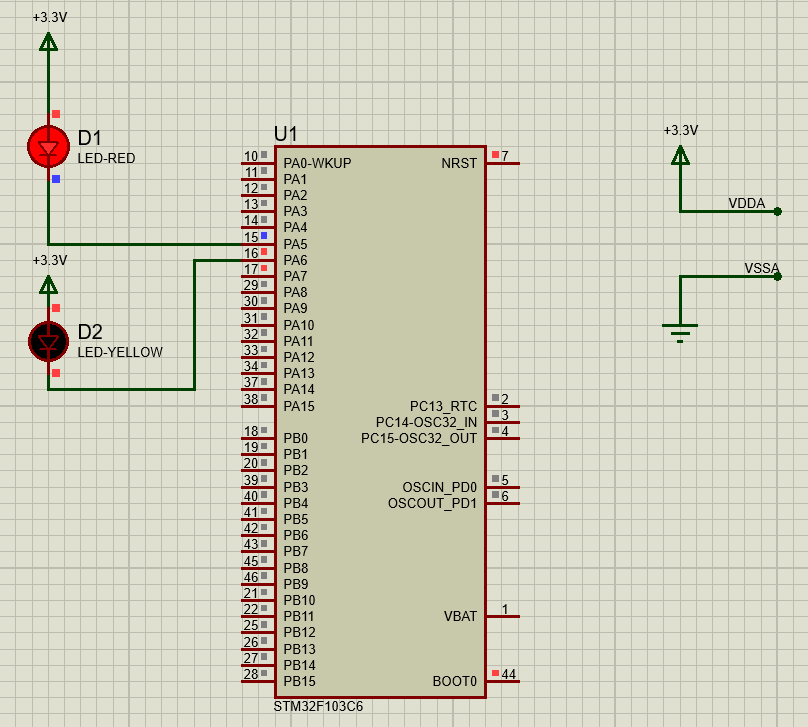 +3.3V
D1
LED-RED
+3.3V
D2
LED-YELLOW
U1
10 PA0-WKUP
11 PA1
12 PA2
13 PA3
14 PA4
15 PA5
16 PA6
17 PA7
29 PA8
30 PA9
31 PA10
32 PA11
33 PA12
34 PA13
37 PA14
38 PA15
18 PB0
19 PB1
20 PB2
39 PB3
40 PB4
41 PB5
42 PB6
43 PB7
45 PB8
46 PB9
21 PB10
22 PB11
25 PB12
26 PB13
27 PB14
28 PB15
NRST 7
PC13_RTC 2
PC14-OSC32_IN 3
PC15-OSC32_OUT 4
OSCIN_PD0 5
OSCOUT_PD1 6
VBAT 1
BOOT0 44
STM32F103C6
+3.3V
VDDA
VSSA